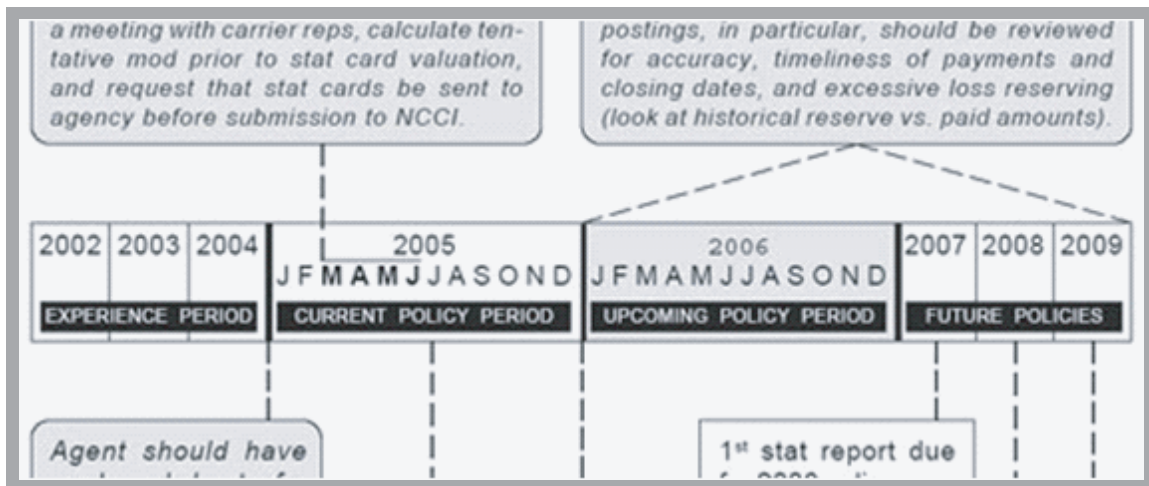 a meeting with carrier reps, calculate ten-
tative mod prior to stat card valuation,
and request that stat cards be sent to
agency before submission to NCCI.
postings, in particular, should be reviewed
for accuracy, timeliness of payments and
closing dates, and excessive loss reserving
(look at historical reserve vs. paid amounts).
2002 2003 2004 2005 2006 2007 2008 2009
J F M A M J J A S O N D J F M A M J J A S O N D
EXPERIENCE PERIOD CURRENT POLICY PERIOD UPCOMING POLICY PERIOD FUTURE POLICIES
Agent should have
1st stat report due